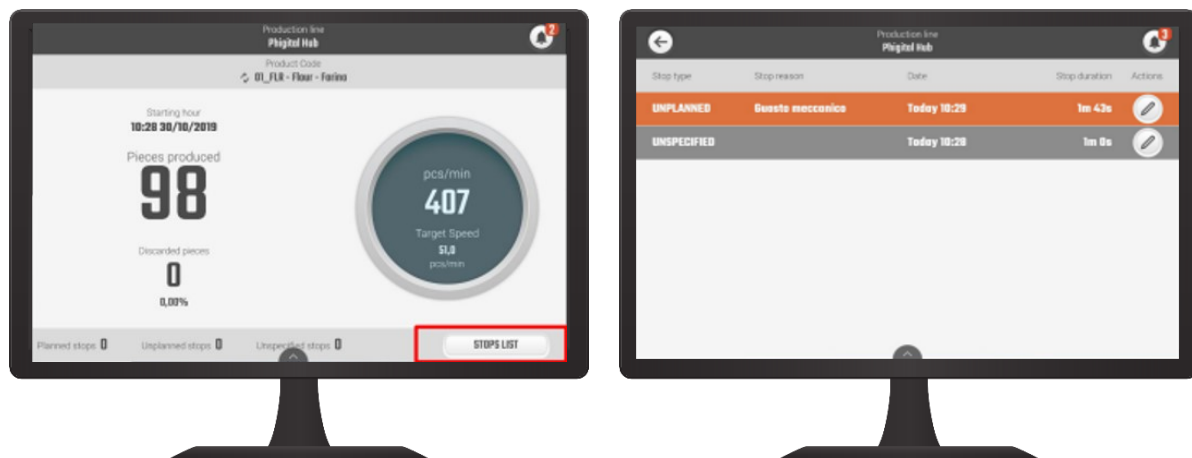 Production line
Phigital Hub
2
Product Code
01_FLR - Flour - Farina
Starting hour
10:28 30/10/2019
Pieces produced
98
Discarded pieces
0
0,00%
pcs/min
407
Target Speed
51,0
pcs/min
Planned stops 0 Unplanned stops 0 Unspecified stops 0 STOPS LIST
Production line
Phigital Hub
3
Stop type Stop reason Date Stop duration Actions
UNPLANNED Guasto meccanico Today 10:29 1m 43s
UNSPECIFIED Today 10:28 1m 0s